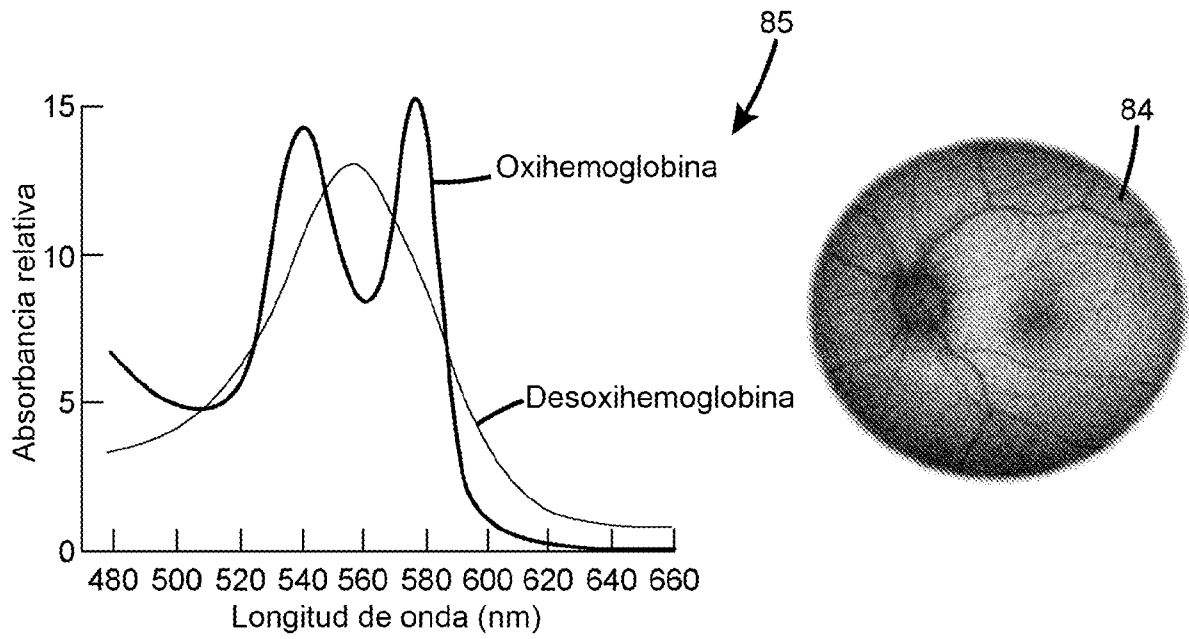 85
84
15
10
5
0
Absorbancia relativa
Oxihemoglobina
Desoxihemoglobina
480 500 520 540 560 580 600 620 640 660
Longitud de onda (nm)